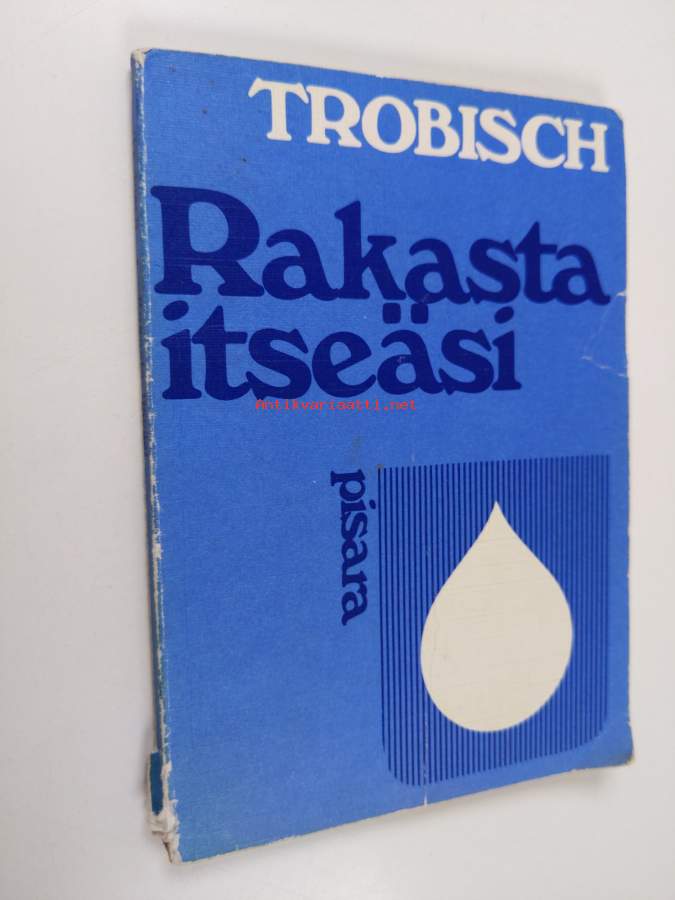 TROBISCH
Rakasta
itseäsi
Antikvariaatti.net
pisara